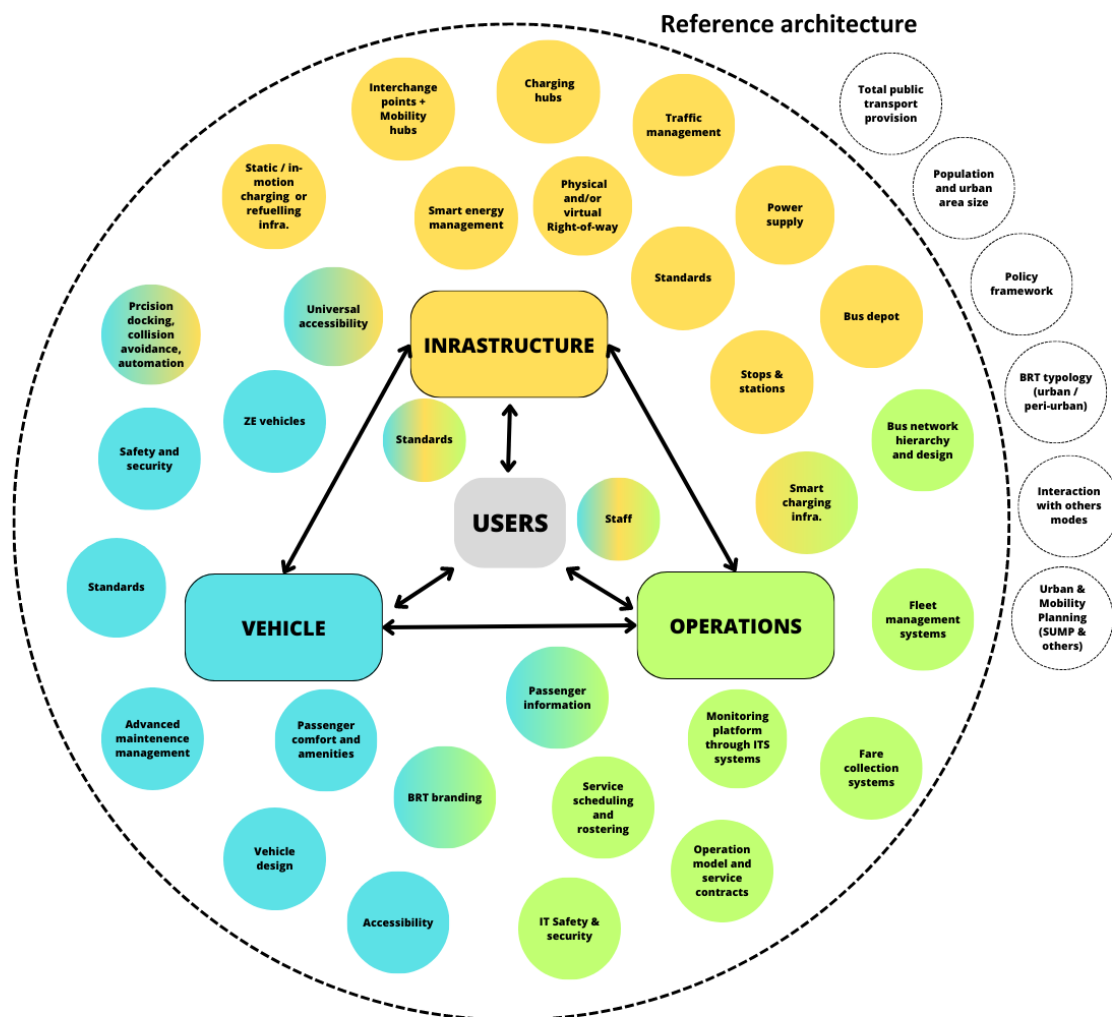 Reference architecture
Interchange
points +
Mobility
hubs
Charging
hubs
Traffic
management
Total public
transport
provision
Static / in-
motion
charging or
refuelling
infra.
Smart energy
management
Physical
and/or
virtual
Right-of-way
Power
supply
Population
and urban
area size
Standards
Policy
framework
Prcision
docking,
collision
avoidance,
automation
Universal
accessibility
INRASTRUCTURE
Bus depot
Stops &
stations
BRT typology
(urban /
peri-urban)
ZE vehicles
Standards
Bus network
hierarchy
and design
Safety and
security
Smart
charging
infra.
Interaction
with others
modes
USERS
Staff
Standards
VEHICLE
OPERATIONS
Fleet
management
systems
Urban &
Mobility
Planning
(SUMP &
others)
Passenger
information
Advanced
maintenence
management
Passenger
comfort and
amenities
Monitoring
platform
through ITS
systems
Fare
collection
systems
BRT branding
Service
scheduling
and
rostering
Vehicle
design
Operation
model and
service
contracts
Accessibility
IT Safety &
security